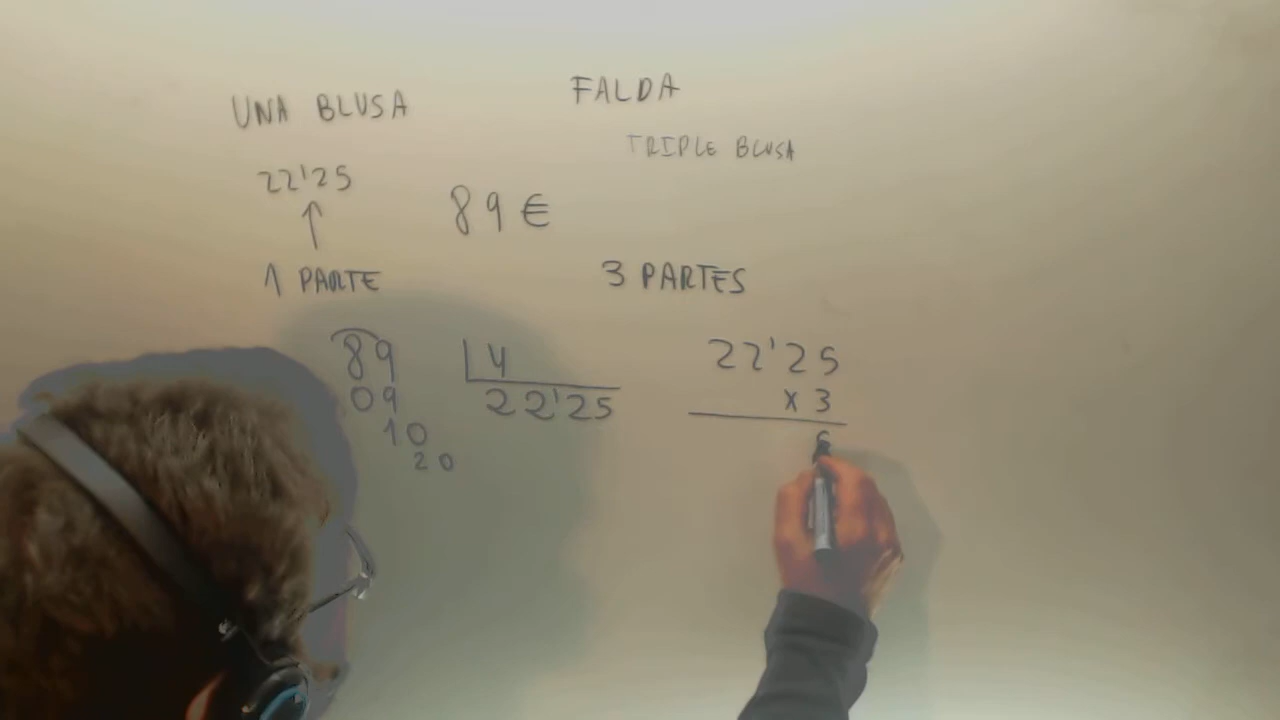 UNA BLUSA
FALDA
TRIPLE BLUSA
22'25
89€
↑
1 PARTE
3 PARTES
89 |4
09 22'25
10
20
22'25
x 3
5